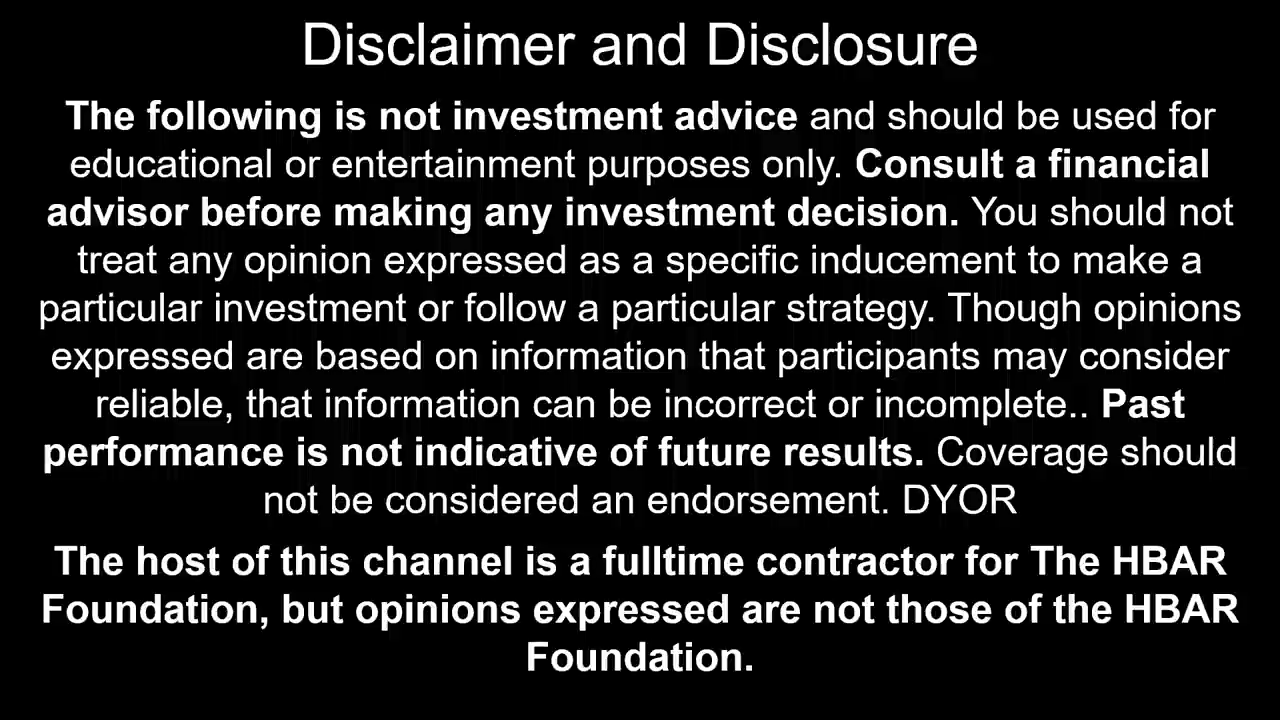 Disclaimer and Disclosure
The following is not investment advice and should be used for
educational or entertainment purposes only. Consult a financial
advisor before making any investment decision. You should not
treat any opinion expressed as a specific inducement to make a
particular investment or follow a particular strategy. Though opinions
expressed are based on information that participants may consider
reliable, that information can be incorrect or incomplete.. Past
performance is not indicative of future results. Coverage should
not be considered an endorsement. DYOR
The host of this channel is a fulltime contractor for The HBAR
Foundation, but opinions expressed are not those of the HBAR
Foundation.